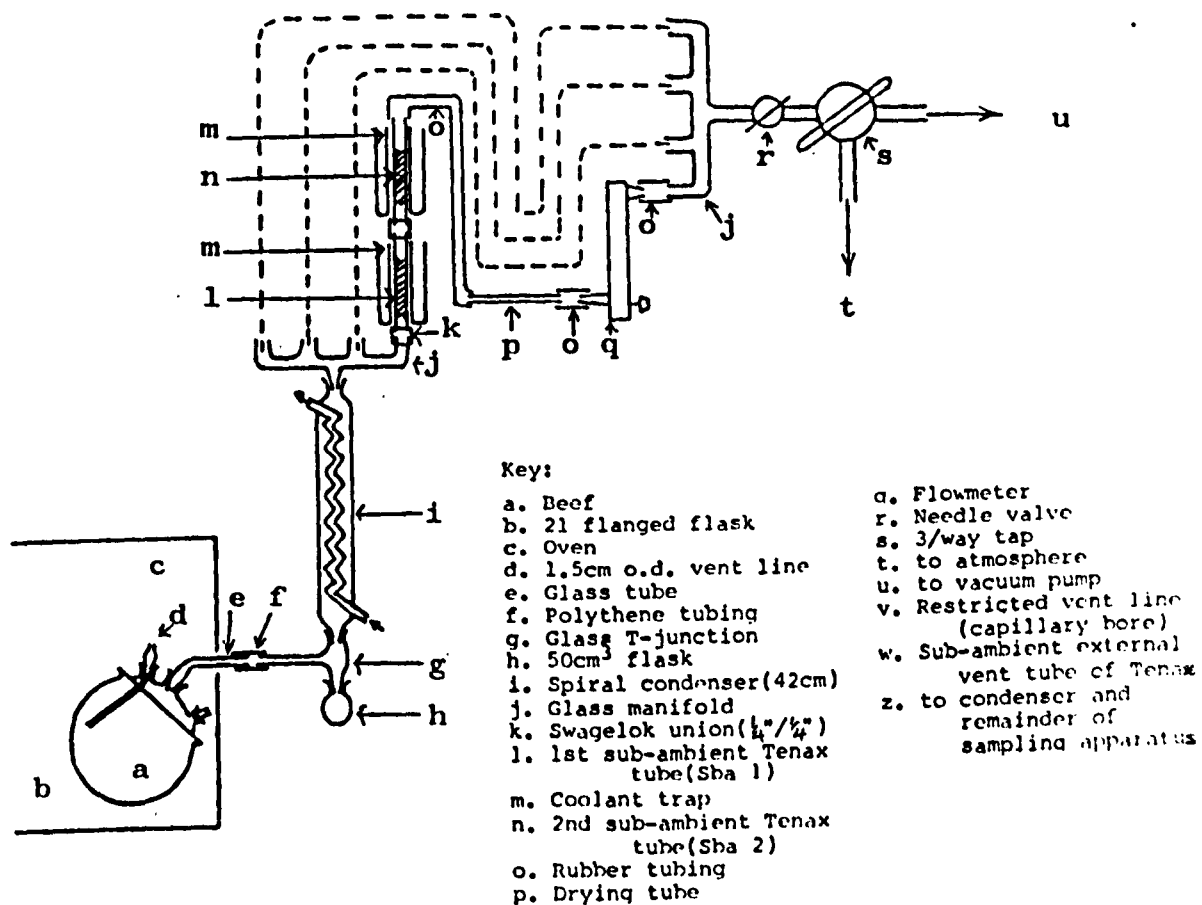 m
n
m
l
o
k
j
p
o
q
o
j
r
s
u
t
i
c
d
e
f
g
h
a
b
Key:
a. Beef
b. 2l flanged flask
c. Oven
d. 1.5cm o.d. vent line
e. Glass tube
f. Polythene tubing
g. Glass T-junction
h. 50cm³ flask
i. Spiral condenser(42cm)
j. Glass manifold
k. Swagelok union(¼"/¼")
l. 1st sub-ambient Tenax
tube(Sba 1)
m. Coolant trap
n. 2nd sub-ambient Tenax
tube(Sba 2)
o. Rubber tubing
p. Drying tube
q. Flowmeter
r. Needle valve
s. 3/way tap
t. to atmosphere
u. to vacuum pump
v. Restricted vent line
(capillary bore)
w. Sub-ambient external
vent tube of Tenax
z. to condenser and
remainder of
sampling apparatus